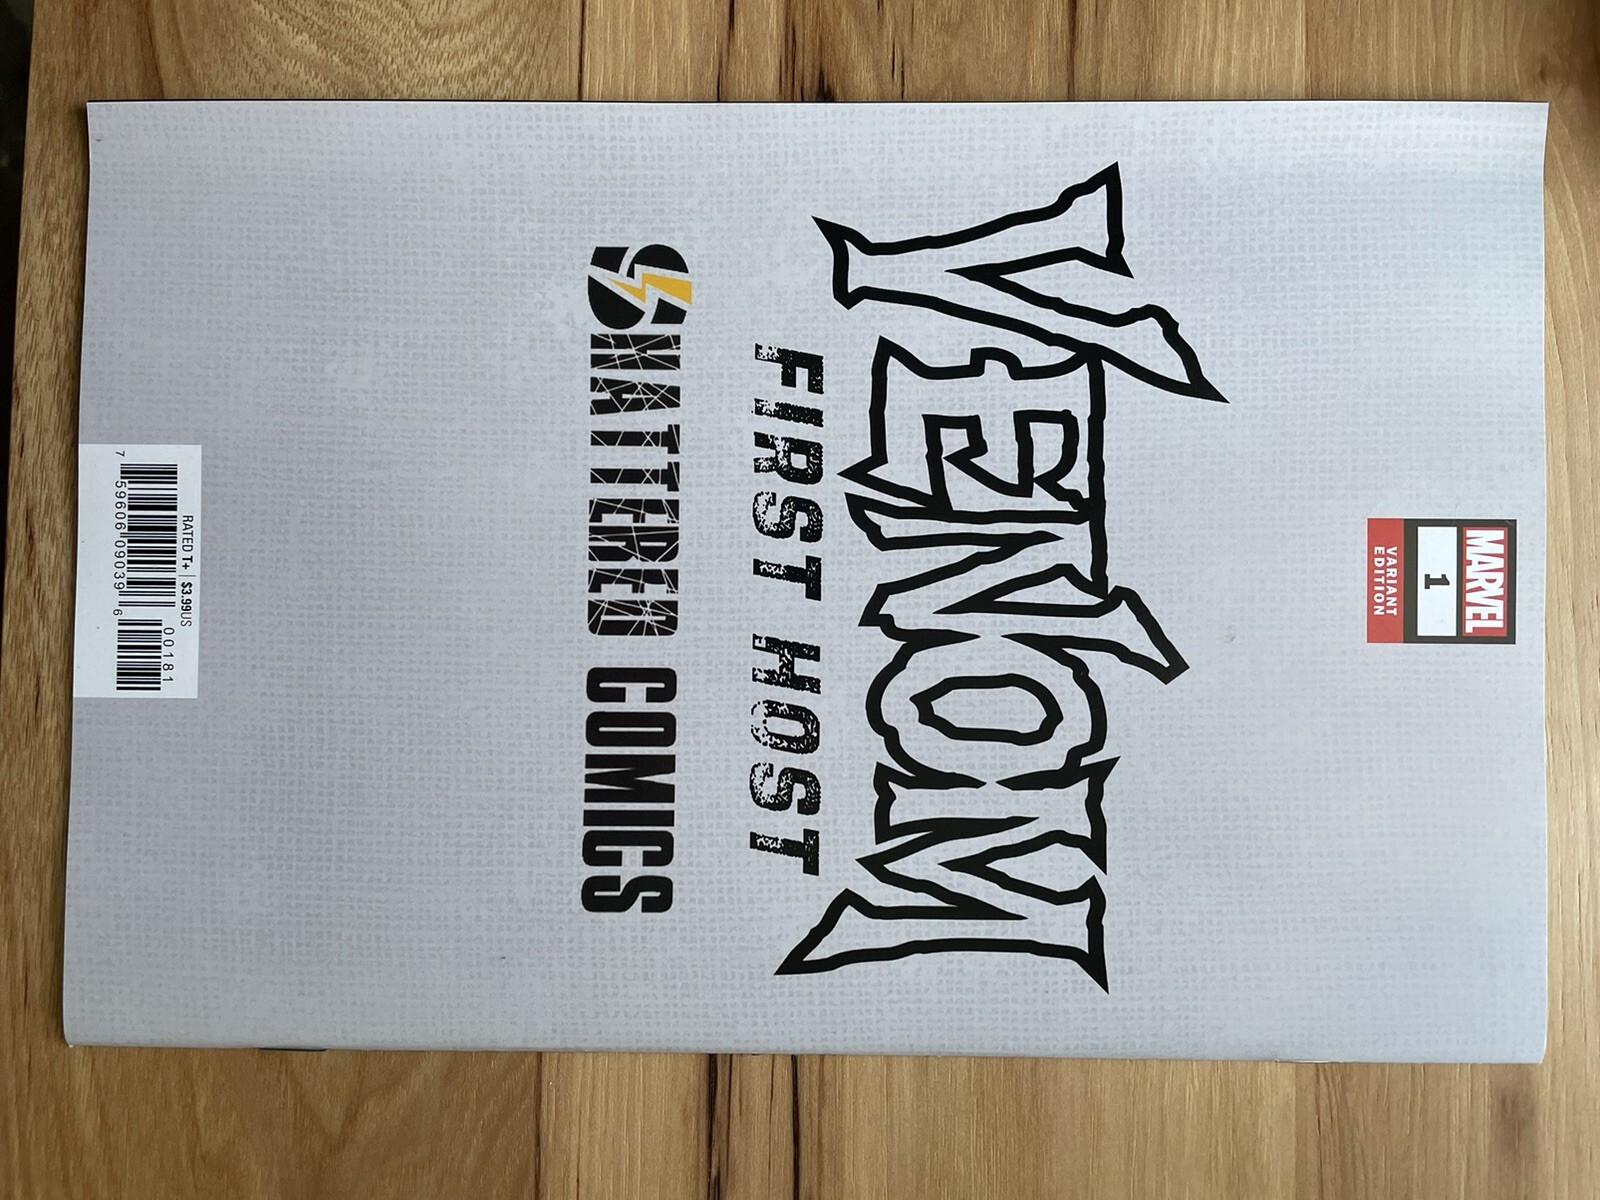 MARVEL
1
VARIANT
EDITION
VENOM
FIRST HOST
SHATTERED COMICS
RATED T+ | $3.99US
00181
7 59606 09039 6